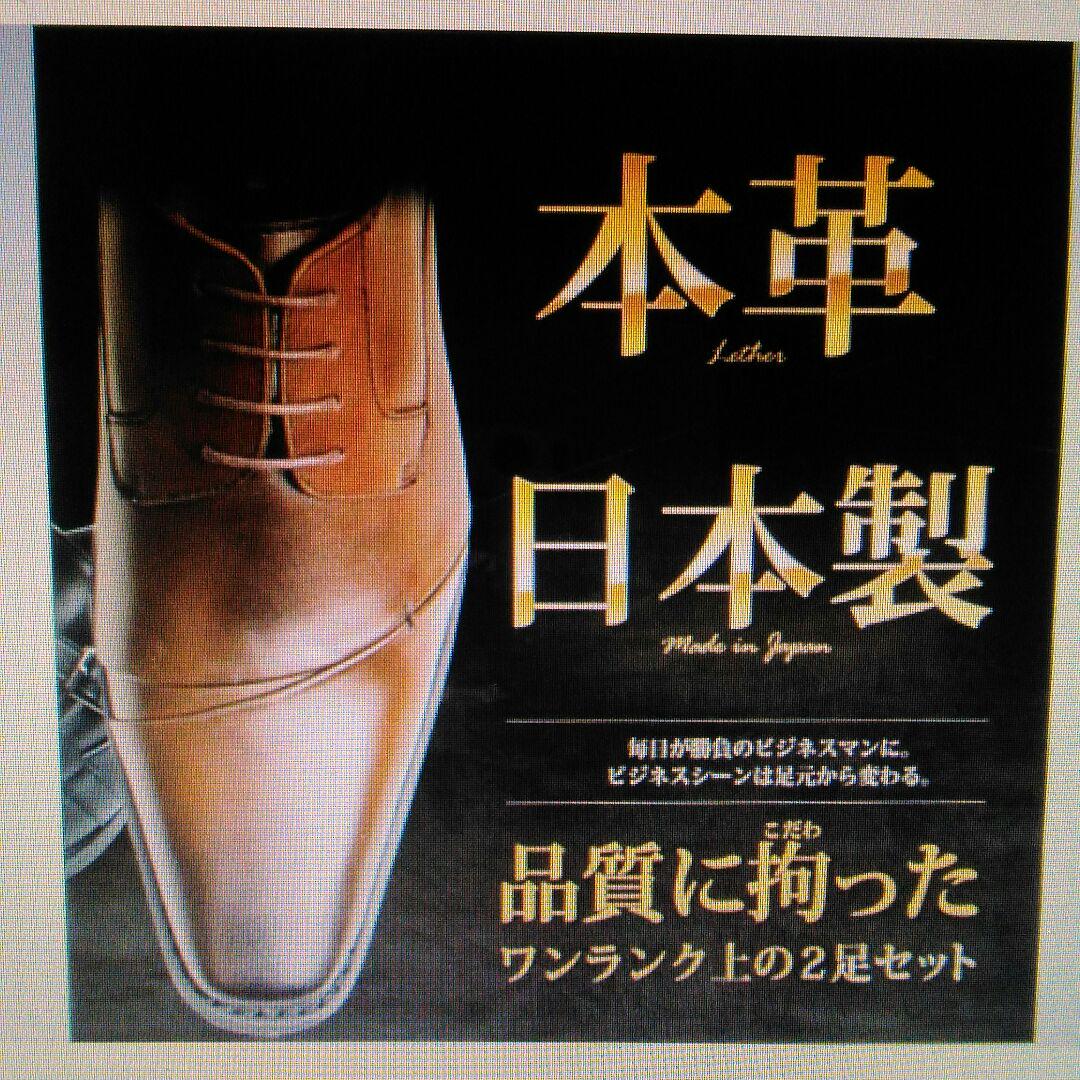 本革
Lether
日本製
Made in Japan
毎日が勝負のビジネスマンに。
ビジネスシーンは足元から変わる。
こだわ
品質に拘った
ワンランク上の2足セット